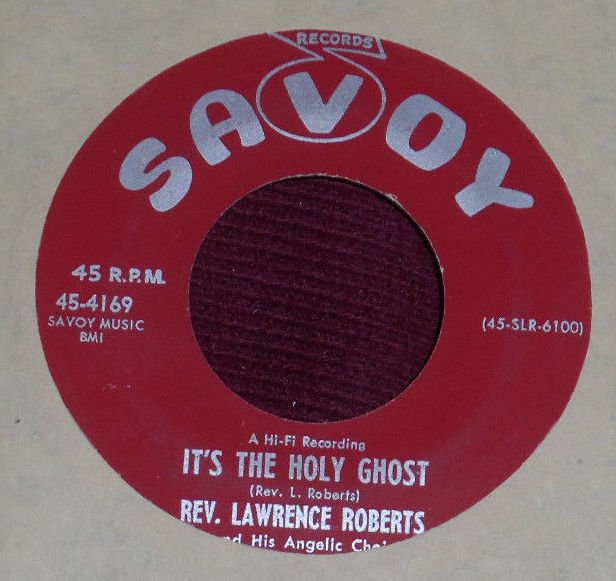 RECORDS
SAVOY
45 R.P.M.
45-4169
SAVOY MUSIC
BMI
(45-SLR-6100)
A Hi-Fi Recording
IT'S THE HOLY GHOST
(Rev. L. Roberts)
REV. LAWRENCE ROBERTS
His Angelic